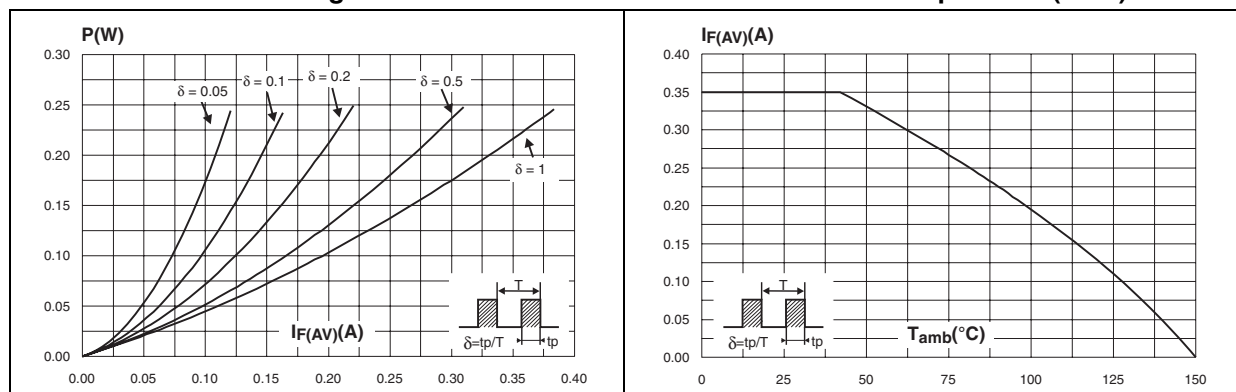 P(W)
0.30
0.25
0.20
0.15
0.10
0.05
0.00
δ = 0.05
δ = 0.1
δ = 0.2
δ = 0.5
δ = 1
T
IF(AV)(A)
δ=tp/T
tp
0.00 0.05 0.10 0.15 0.20 0.25 0.30 0.35 0.40
IF(AV)(A)
0.40
0.35
0.30
0.25
0.20
0.15
0.10
0.05
0.00
T
Tamb(°C)
δ=tp/T
tp
0 25 50 75 100 125 150